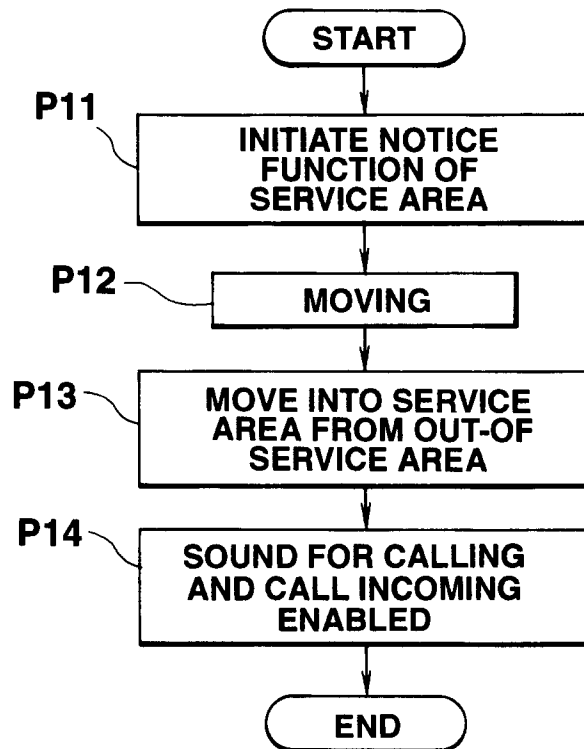 START
P11
INITIATE NOTICE
FUNCTION OF
SERVICE AREA
P12
MOVING
P13
MOVE INTO SERVICE
AREA FROM OUT-OF
SERVICE AREA
P14
SOUND FOR CALLING
AND CALL INCOMING
ENABLED
END